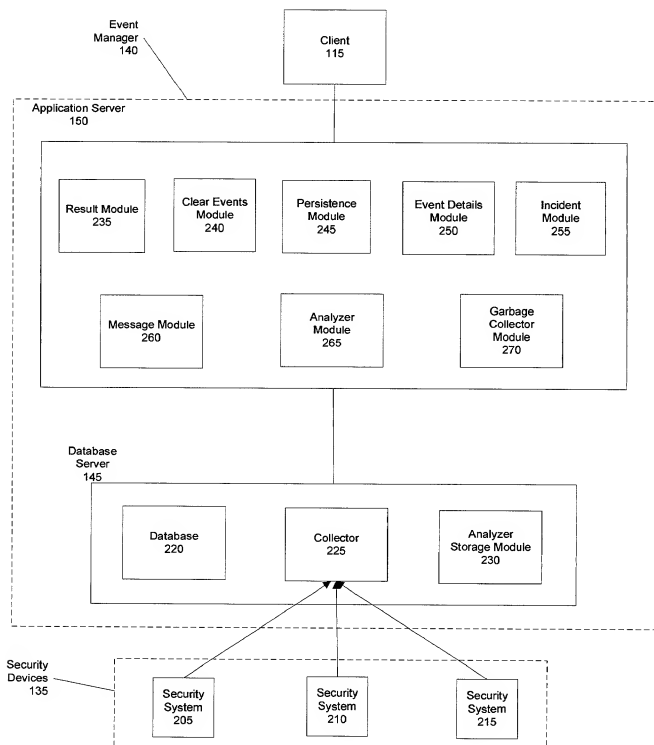 Event
Manager
140
Client
115
Application Server
150
Result Module
235
Clear Events
Module
240
Persistence
Module
245
Event Details
Module
250
Incident
Module
255
Message Module
260
Analyzer
Module
265
Garbage
Collector
Module
270
Database
Server
145
Database
220
Collector
225
Analyzer
Storage Module
230
Security
Devices
135
Security
System
205
Security
System
210
Security
System
215